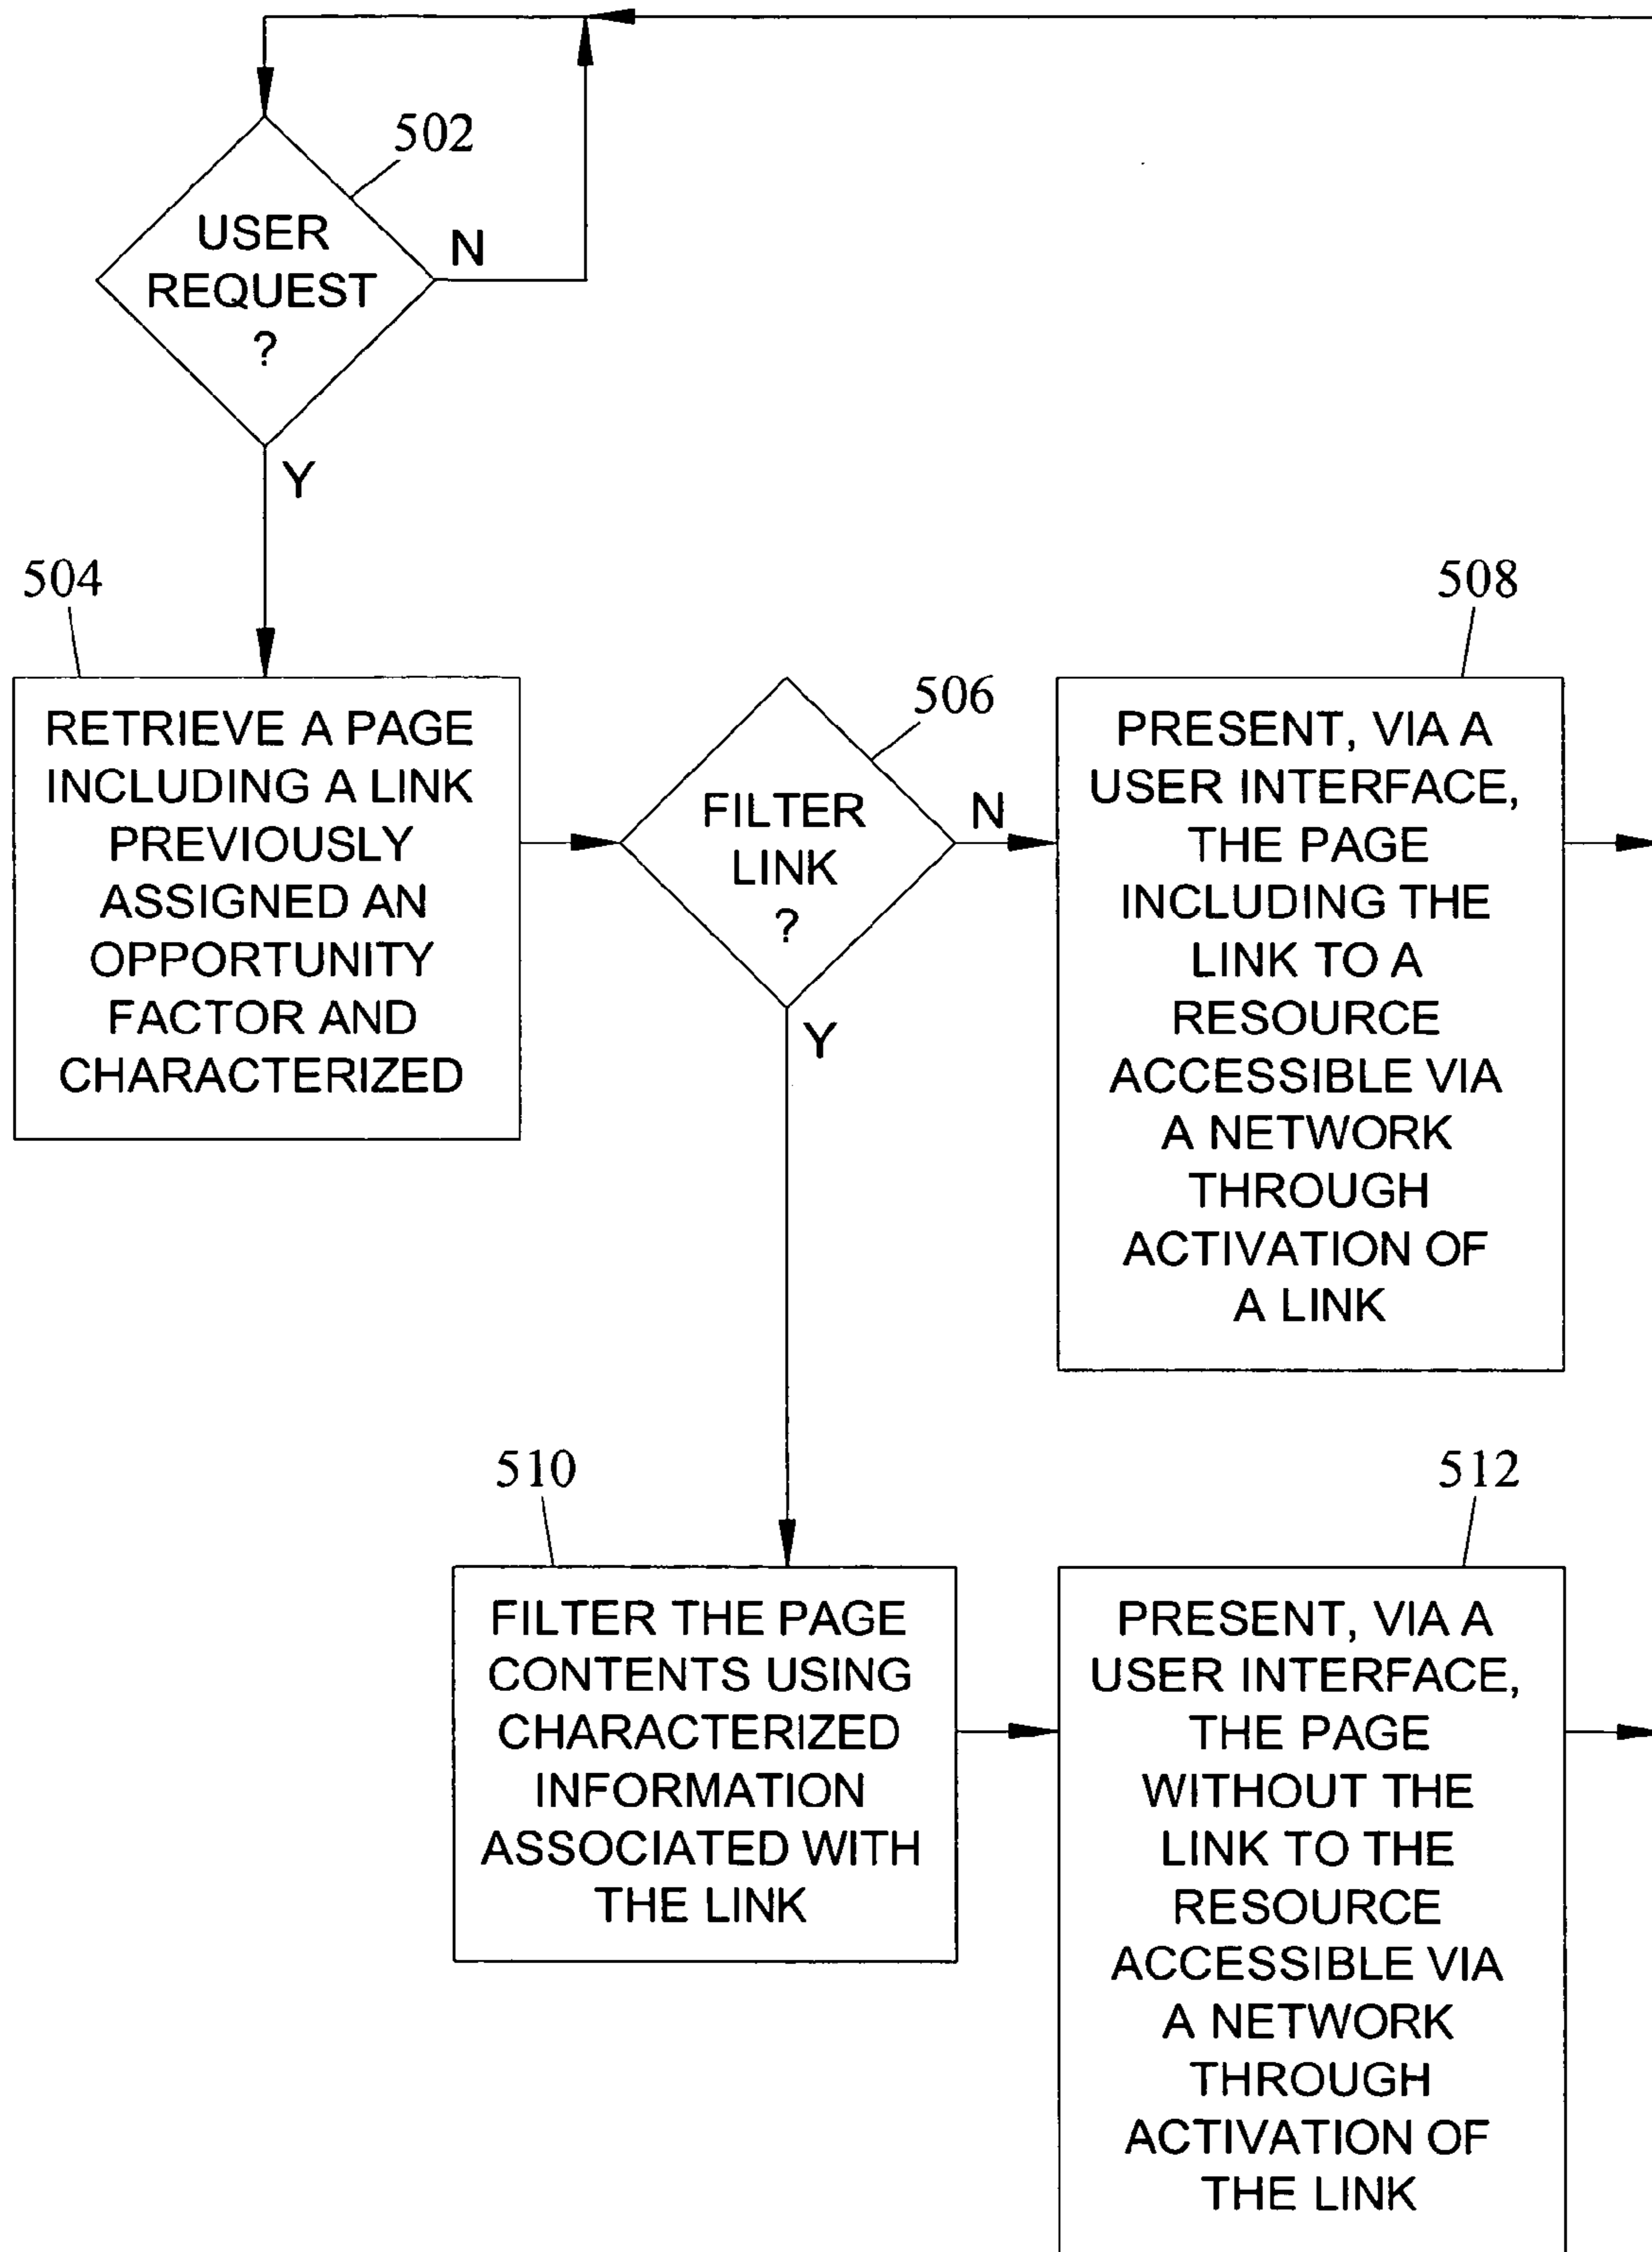 502
USER
REQUEST
?
N
Y
504
RETRIEVE A PAGE
INCLUDING A LINK
PREVIOUSLY
ASSIGNED AN
OPPORTUNITY
FACTOR AND
CHARACTERIZED
506
FILTER
LINK
?
N
Y
508
PRESENT, VIA A
USER INTERFACE,
THE PAGE
INCLUDING THE
LINK TO A
RESOURCE
ACCESSIBLE VIA
A NETWORK
THROUGH
ACTIVATION OF
A LINK
510
FILTER THE PAGE
CONTENTS USING
CHARACTERIZED
INFORMATION
ASSOCIATED WITH
THE LINK
512
PRESENT, VIA A
USER INTERFACE,
THE PAGE
WITHOUT THE
LINK TO THE
RESOURCE
ACCESSIBLE VIA
A NETWORK
THROUGH
ACTIVATION OF
THE LINK